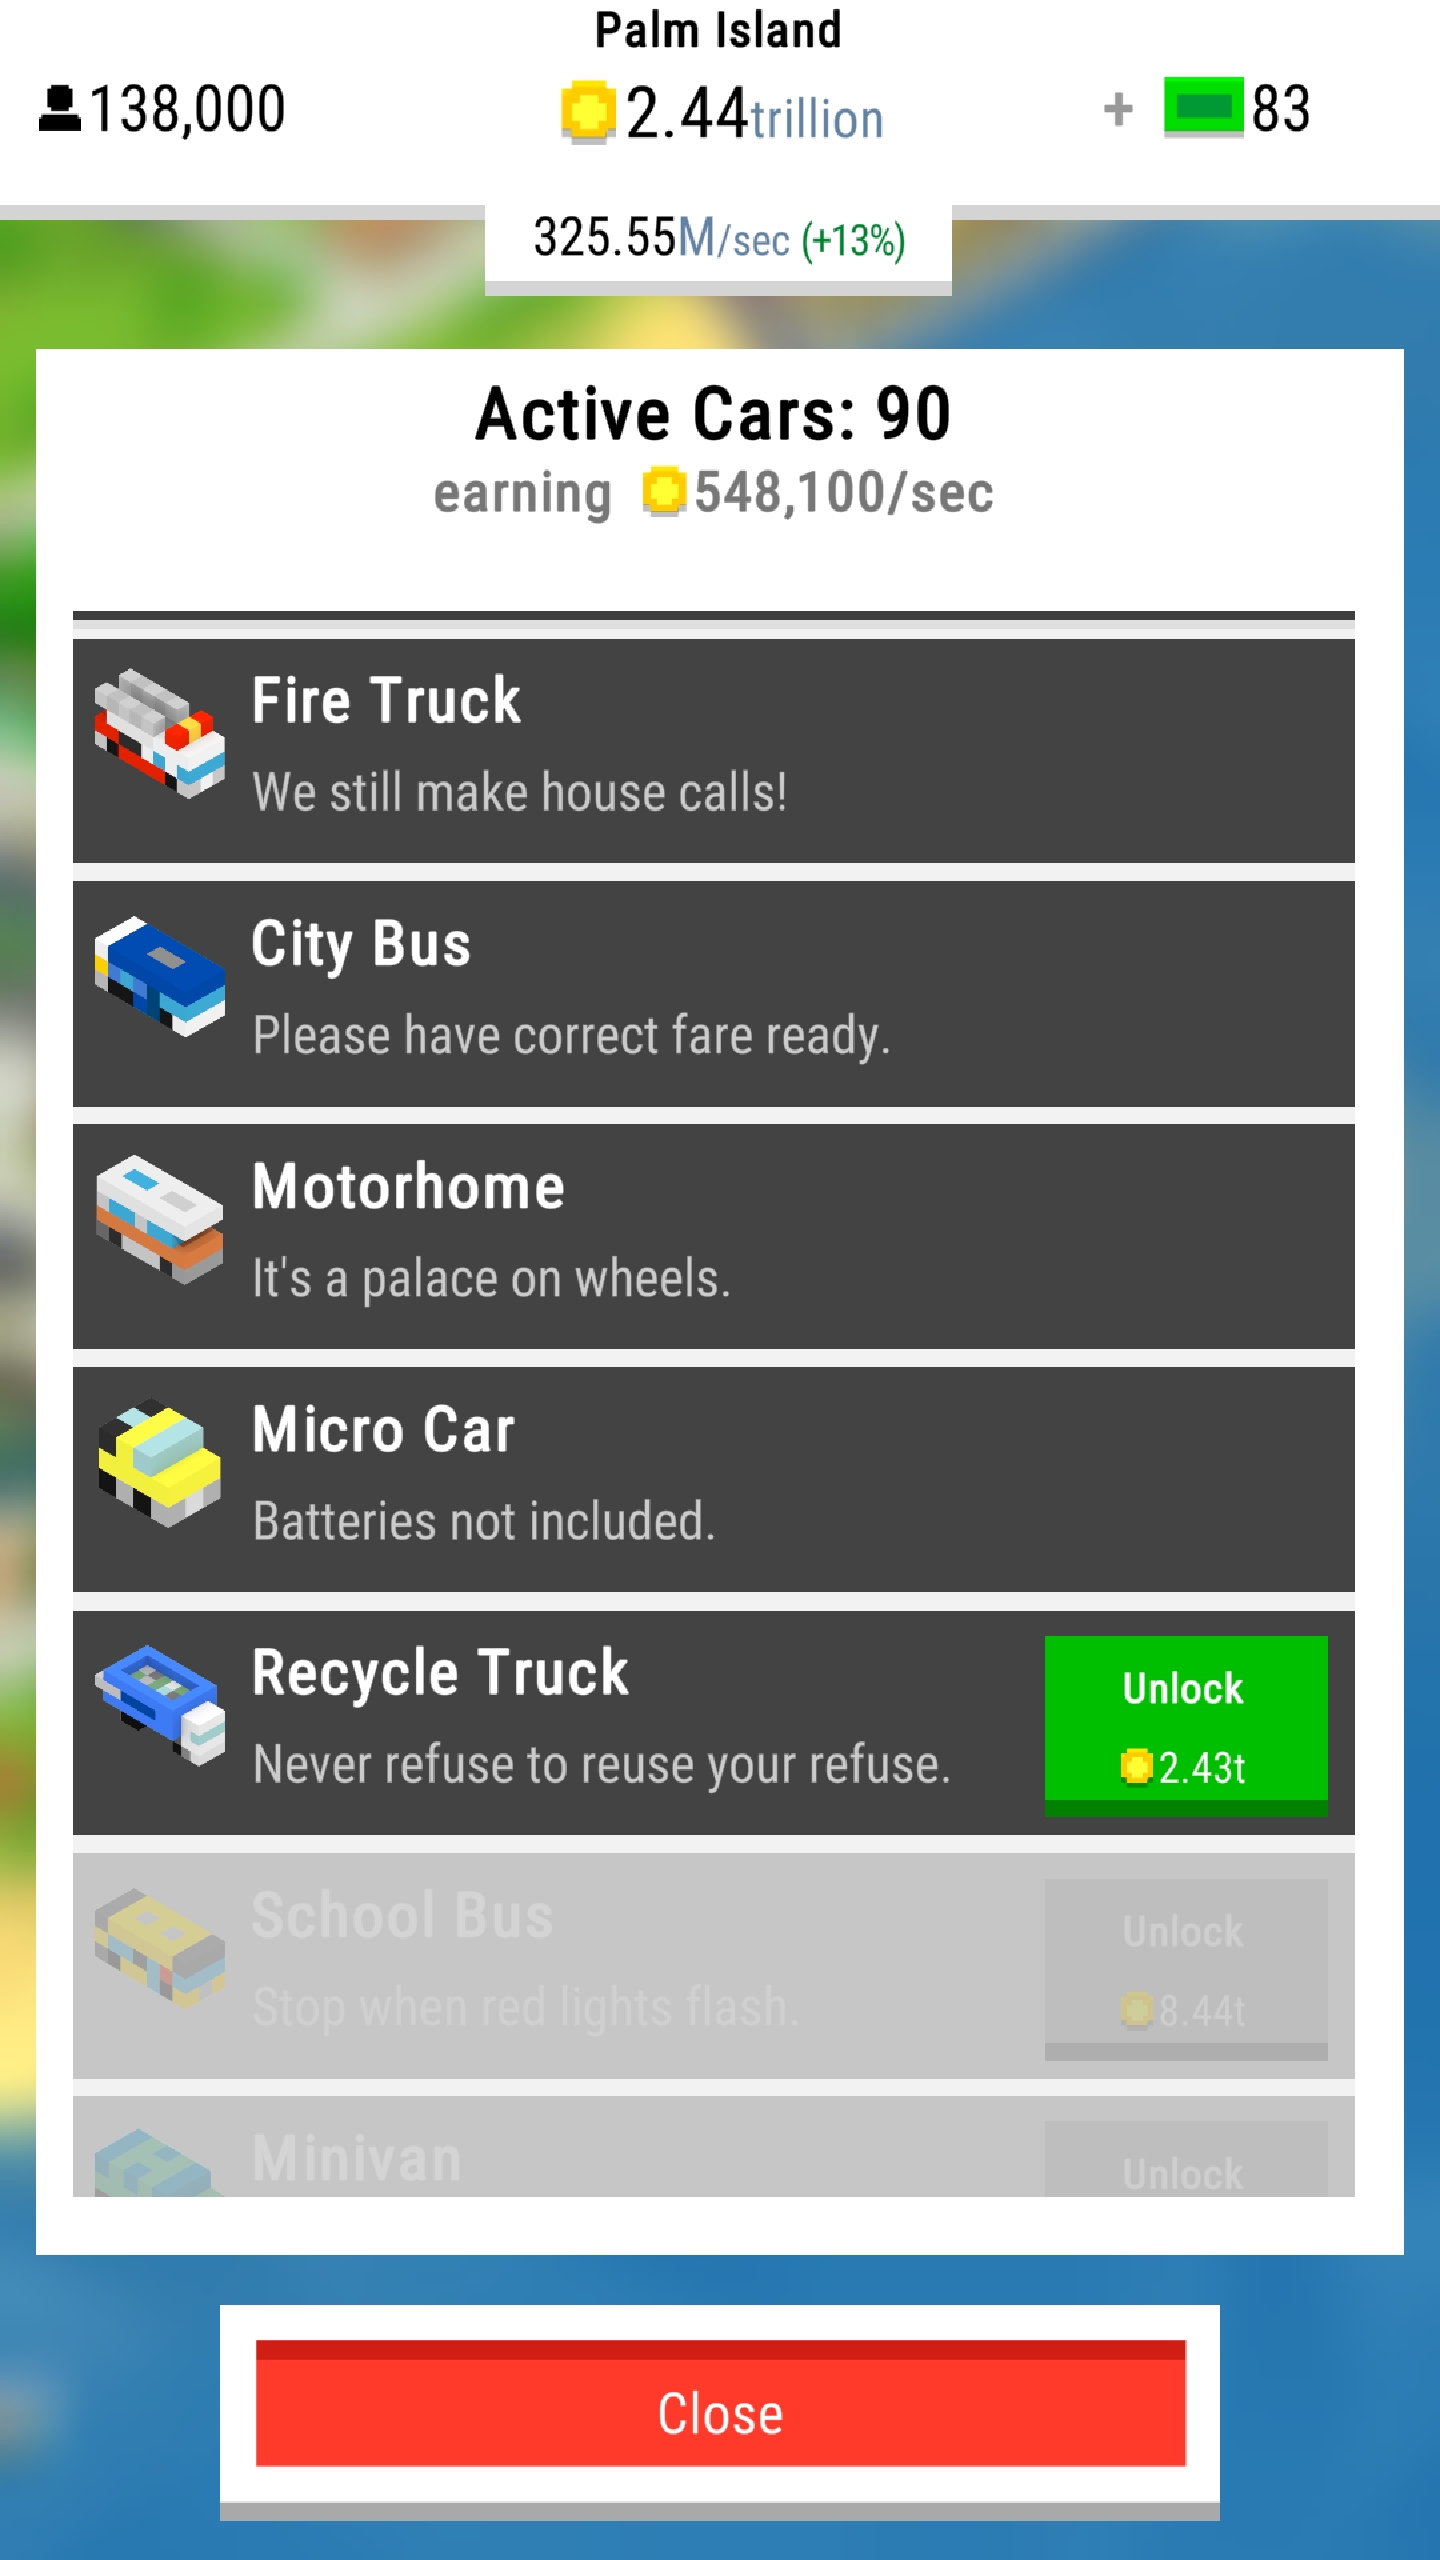 Palm Island
138,000 2.44trillion + 83
325.55M/sec (+13%)
Active Cars: 90
earning 548,100/sec
Fire Truck
We still make house calls!
City Bus
Please have correct fare ready.
Motorhome
It's a palace on wheels.
Micro Car
Batteries not included.
Recycle Truck
Never refuse to reuse your refuse.
Unlock
2.43t
School Bus
Stop when red lights flash.
Unlock
8.44t
Minivan
Unlock
Close